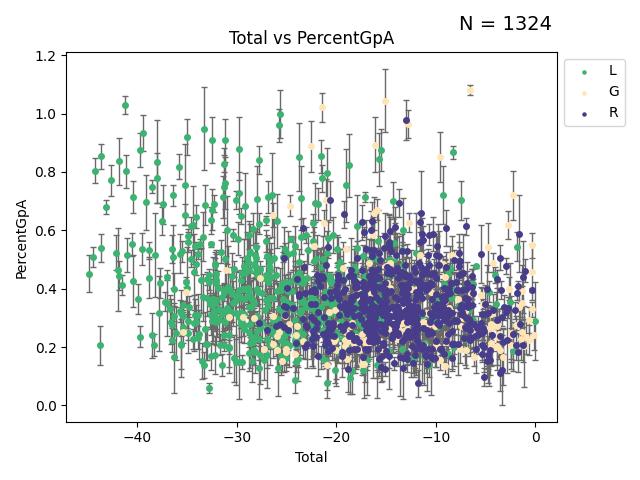 N = 1324
Total vs PercentGpA
L
G
R
PercentGpA
1.2
1.0
0.8
0.6
0.4
0.2
0.0
−40
−30
−20
−10
0
Total